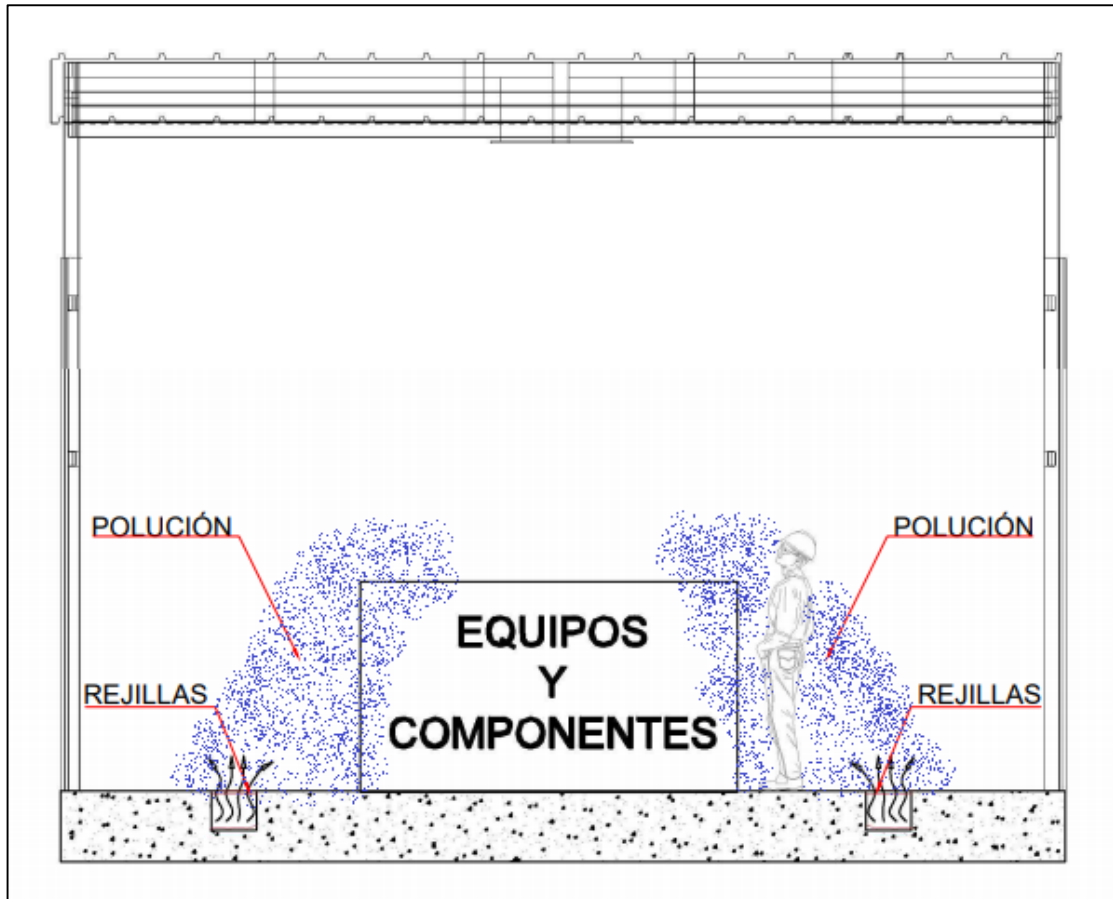 POLUCIÓN
POLUCIÓN
EQUIPOS
Y
COMPONENTES
REJILLAS
REJILLAS